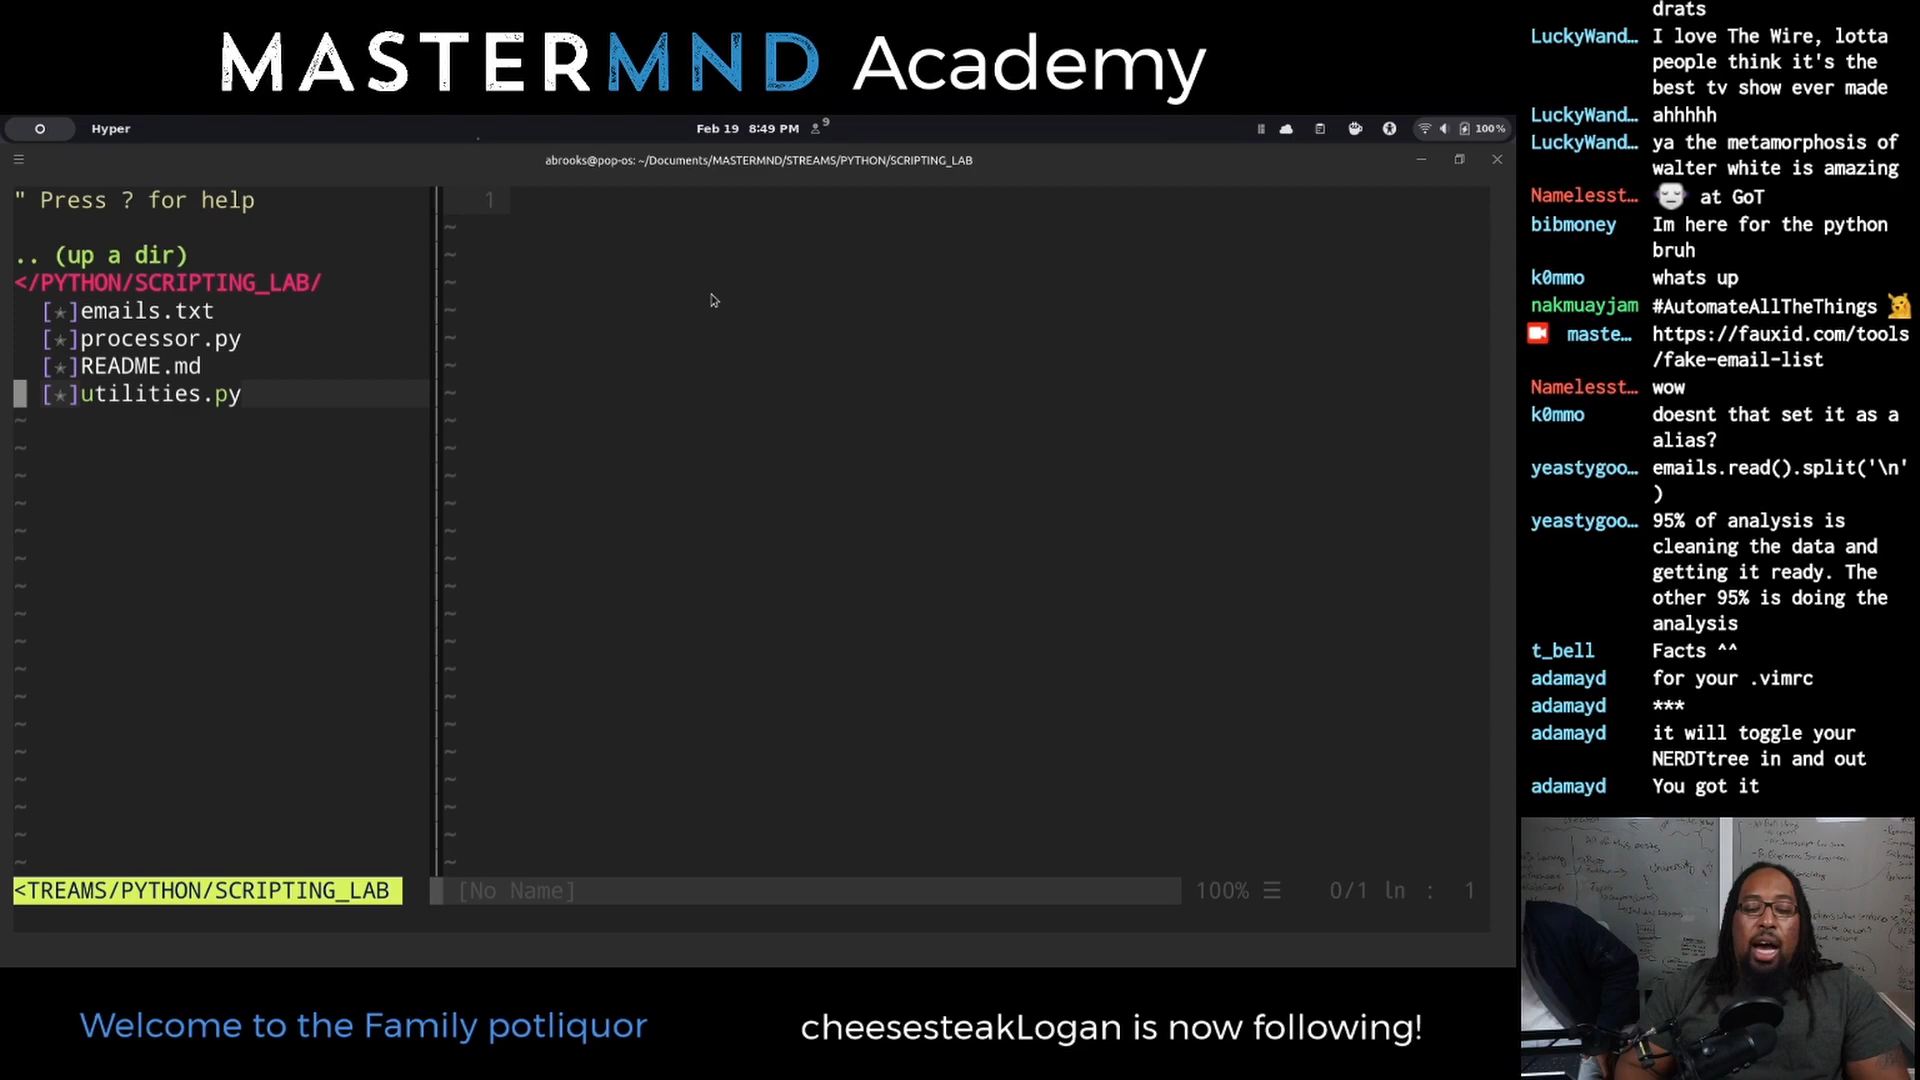 MASTERMND Academy
Hyper
Feb 19 8:49 PM
9
100%
abrooks@pop-os: ~/Documents/MASTERMND/STREAMS/PYTHON/SCRIPTING_LAB
" Press ? for help
.. (up a dir)
</PYTHON/SCRIPTING_LAB/
[★]emails.txt
[★]processor.py
[★]README.md
[★]utilities.py
1
<TREAMS/PYTHON/SCRIPTING_LAB
[No Name]
100% ☰ 0/1 ln : 1
drats
LuckyWand… I love The Wire, lotta
people think it's the
best tv show ever made
LuckyWand… ahhhhh
LuckyWand… ya the metamorphosis of
walter white is amazing
Namelesst… at GoT
bibmoney Im here for the python
bruh
k0mmo whats up
nakmuayjam #AutomateAllTheThings
maste… https://fauxid.com/tools
/fake-email-list
Namelesst… wow
k0mmo doesnt that set it as a
alias?
yeastygoo… emails.read().split('\n'
)
yeastygoo… 95% of analysis is
cleaning the data and
getting it ready. The
other 95% is doing the
analysis
t_bell Facts ^^
adamayd for your .vimrc
adamayd ***
adamayd it will toggle your
NERDTtree in and out
adamayd You got it
Welcome to the Family potliquor
cheesesteakLogan is now following!